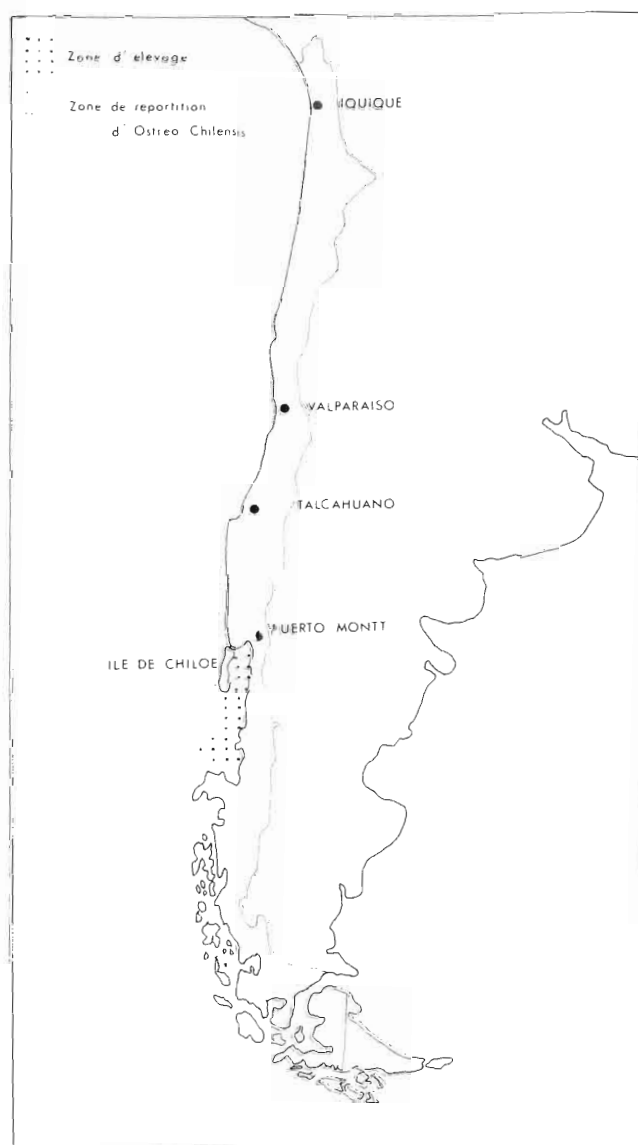 Zone d'elevage
Zone de repartition
d'Ostrea Chilensis
IQUIQUE
VALPARAISO
TALCAHUANO
PUERTO MONTT
ILE DE CHILOE